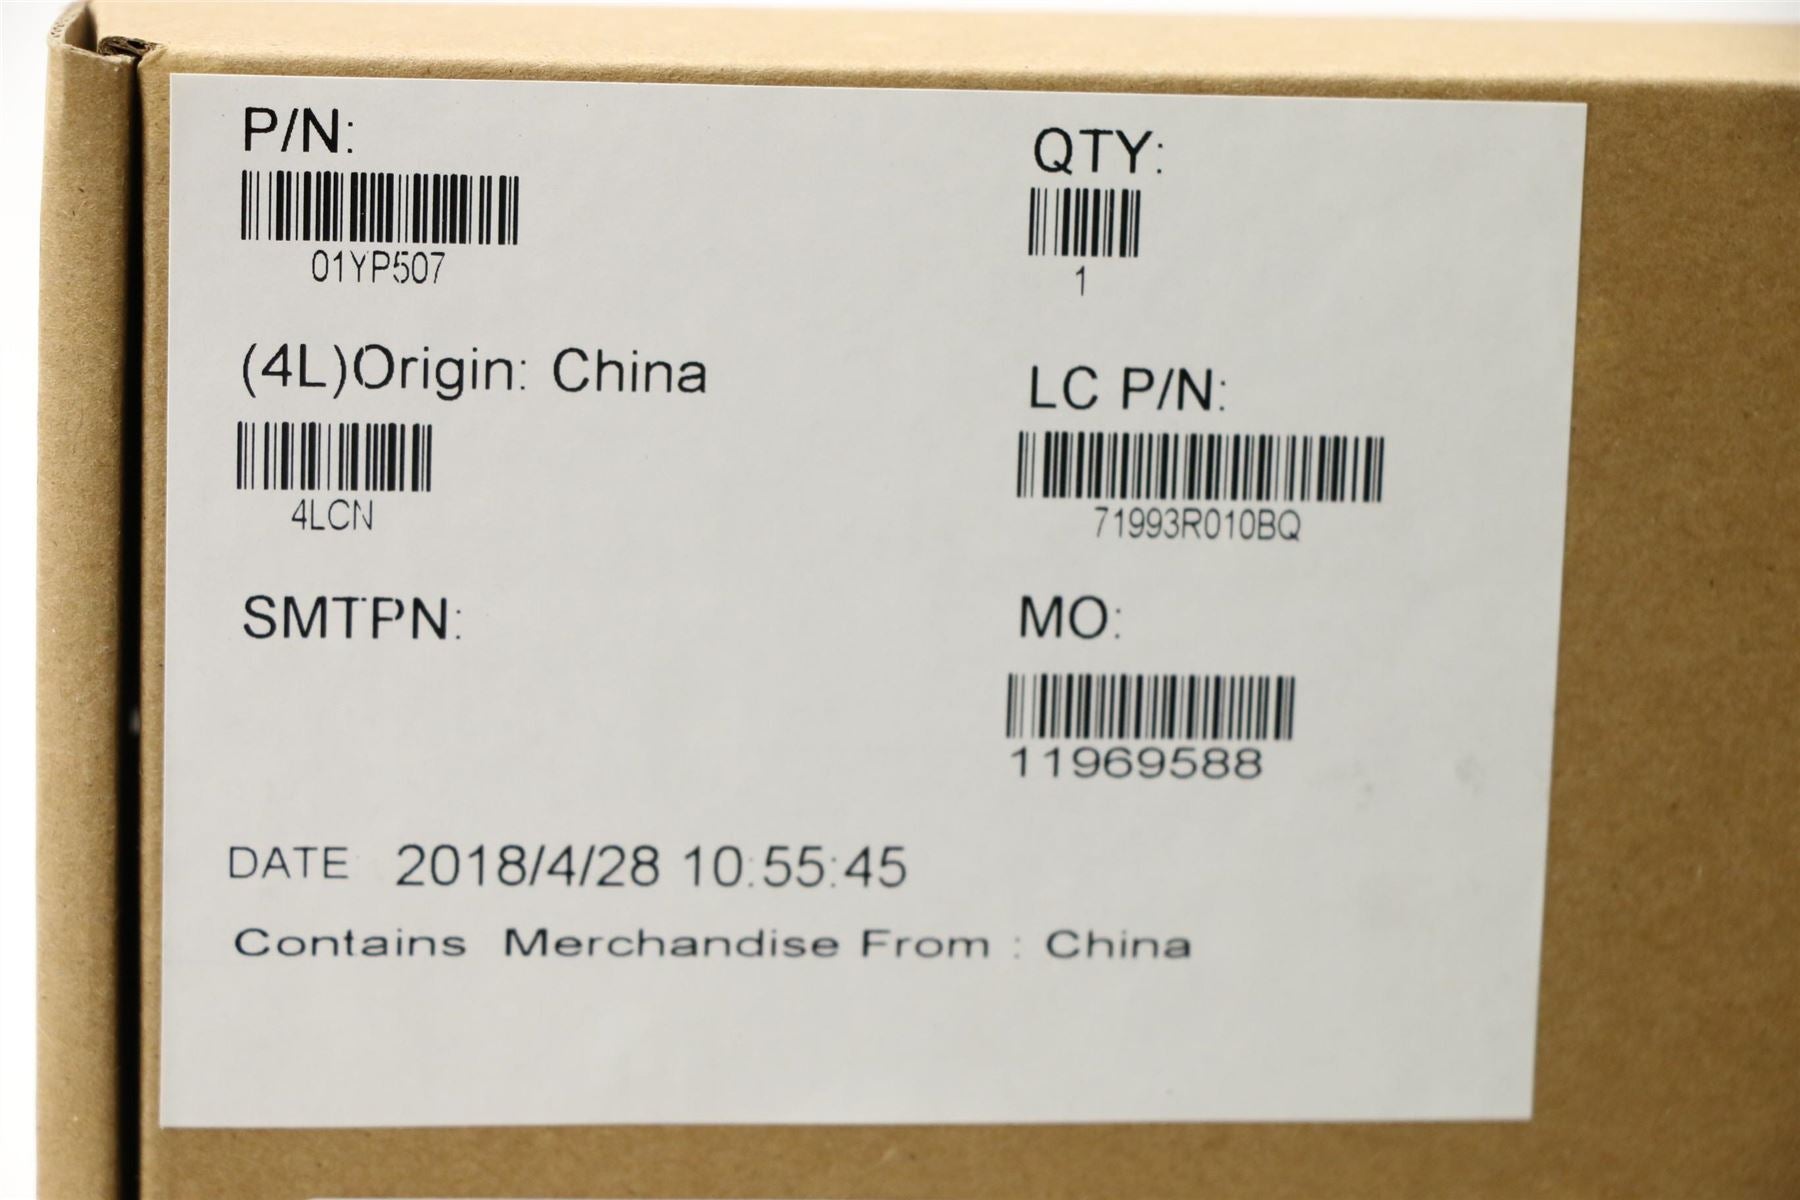 P/N:
01YP507
QTY:
1
(4L)Origin: China
4LCN
LC P/N:
71993R010BQ
SMTPN:
MO:
11969588
DATE 2018/4/28 10:55:45
Contains Merchandise From : China